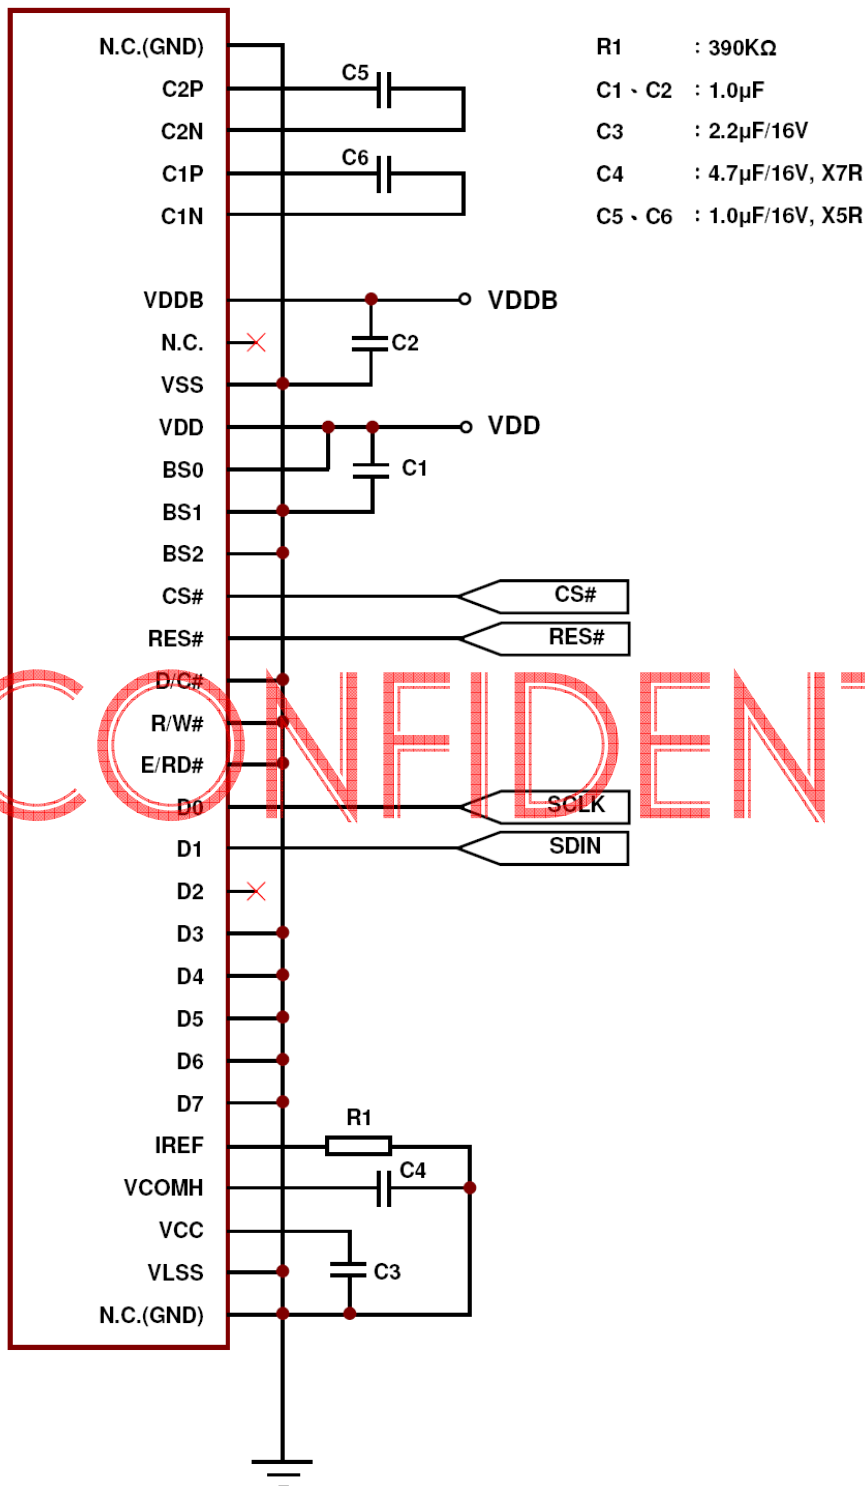 N.C.(GND)
C2P
C2N
C1P
C1N
VDDB
N.C.
VSS
VDD
BS0
BS1
BS2
CS#
RES#
D/C#
R/W#
E/RD#
D0
D1
D2
D3
D4
D5
D6
D7
IREF
VCOMH
VCC
VLSS
N.C.(GND)
C5
C6
VDDB
C2
VDD
C1
CS#
RES#
SCLK
SDIN
R1
C4
C3
R1 : 390KΩ
C1、C2 : 1.0µF
C3 : 2.2µF/16V
C4 : 4.7µF/16V, X7R
C5、C6 : 1.0µF/16V, X5R
CONFIDENT